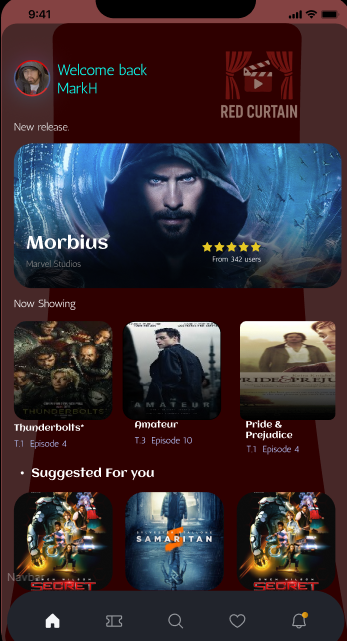 9:41
Welcome back
MarkH
RED CURTAIN
New release.
Morbius
Marvel Studios
From 342 users
Now Showing
THUNDERBOLTS*
AMATEUR
PRIDE & PREJU
Thunderbolts*
Amateur
Pride &
Prejudice
T.1 Episode 4
T.3 Episode 10
T.1 Episode 4
• Suggested For you
SAMARITAN
SECRET
SECRET